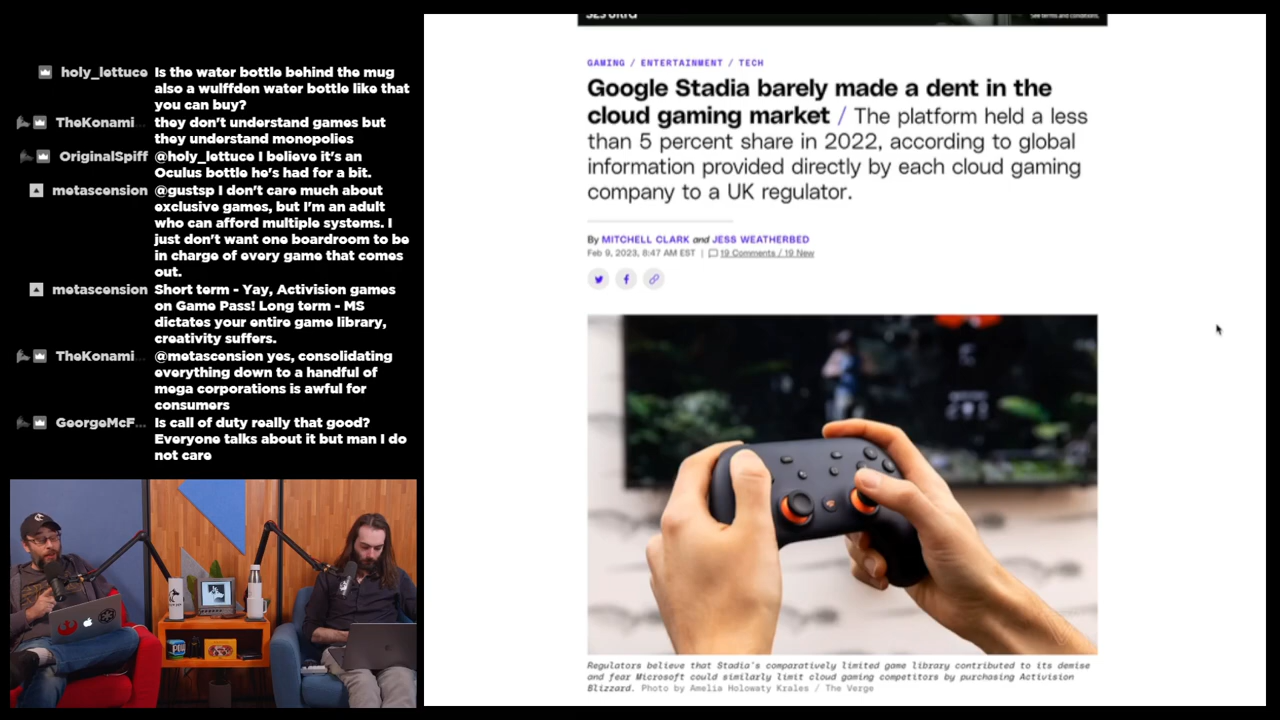 holy_lettuce Is the water bottle behind the mug
also a wulffden water bottle like that
you can buy?
TheKonami... they don't understand games but
they understand monopolies
OriginalSpiff @holy_lettuce I believe it's an
Oculus bottle he's had for a bit.
metascension @gustsp I don't care much about
exclusive games, but I'm an adult
who can afford multiple systems. I
just don't want one boardroom to be
in charge of every game that comes
out.
metascension Short term - Yay, Activision games
on Game Pass! Long term - MS
dictates your entire game library,
creativity suffers.
TheKonami... @metascension yes, consolidating
everything down to a handful of
mega corporations is awful for
consumers
GeorgeMcF... Is call of duty really that good?
Everyone talks about it but man I do
not care
See terms and conditions.
GAMING / ENTERTAINMENT / TECH
Google Stadia barely made a dent in the
cloud gaming market / The platform held a less
than 5 percent share in 2022, according to global
information provided directly by each cloud gaming
company to a UK regulator.
By MITCHELL CLARK and JESS WEATHERBED
Feb 9, 2023, 8:47 AM EST | 19 Comments / 19 New
Regulators believe that Stadia's comparatively limited game library contributed to its demise
and fear Microsoft could similarly limit cloud gaming competitors by purchasing Activision
Blizzard. Photo by Amelia Holowaty Krales / The Verge